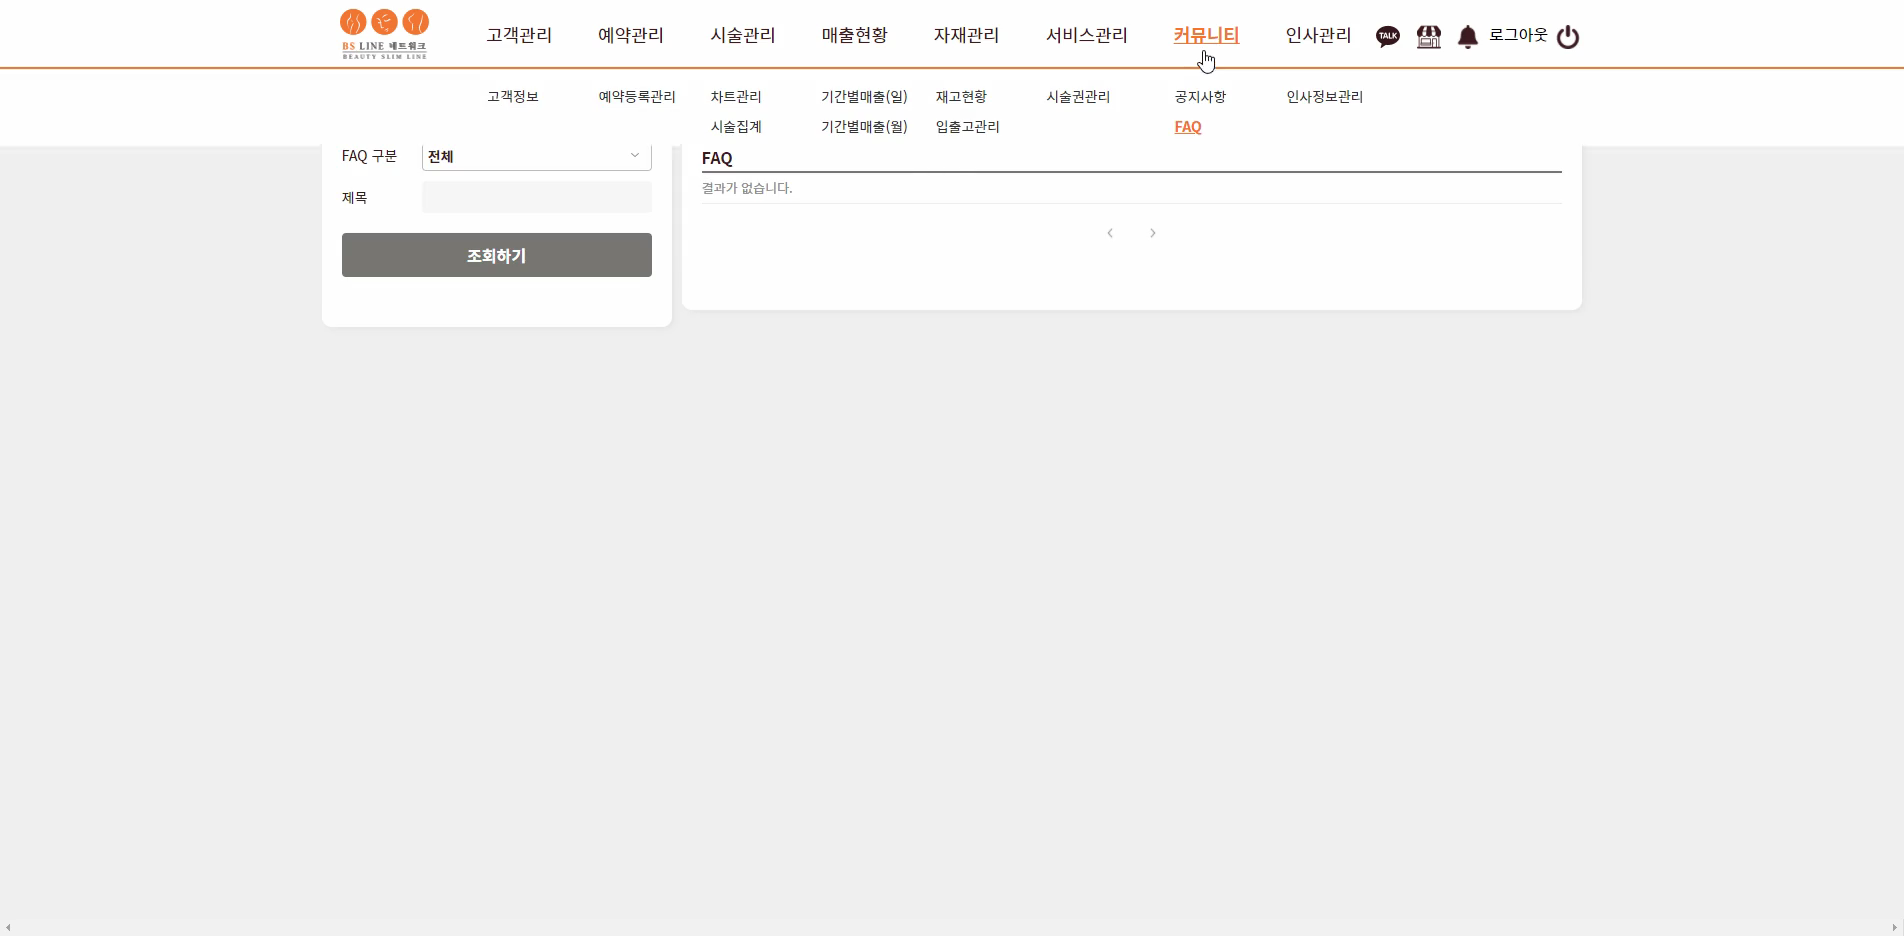 BS LINE 네트워크
BEAUTY SLIM LINE
고객관리 예약관리 시술관리 매출현황 자재관리 서비스관리 커뮤니티 인사관리 TALK 로그아웃
고객정보 예약등록관리 차트관리 기간별매출(일) 재고현황 시술권관리 공지사항 인사정보관리
시술집계 기간별매출(월) 입출고관리 FAQ
FAQ 구분 전체
제목
조회하기
FAQ
결과가 없습니다.